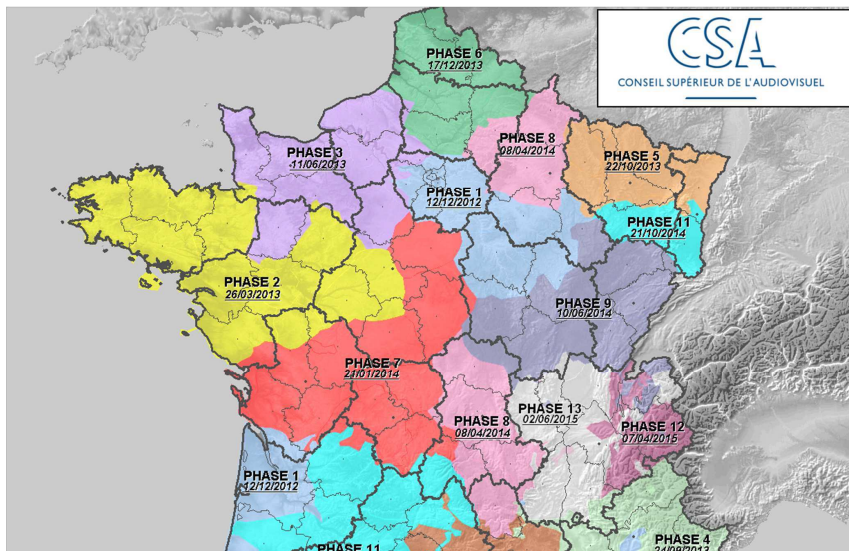 CSA
CONSEIL SUPÉRIEUR DE L'AUDIOVISUEL
PHASE 6
17/12/2013
PHASE 8
08/04/2014
PHASE 3
11/06/2013
PHASE 5
22/10/2013
PHASE 1
12/12/2012
PHASE 11
21/10/2014
PHASE 2
26/03/2013
PHASE 9
10/06/2014
PHASE 7
21/01/2014
PHASE 13
02/06/2015
PHASE 8
08/04/2014
PHASE 12
07/04/2015
PHASE 1
12/12/2012
PHASE 4
24/09/2013
PHASE 11